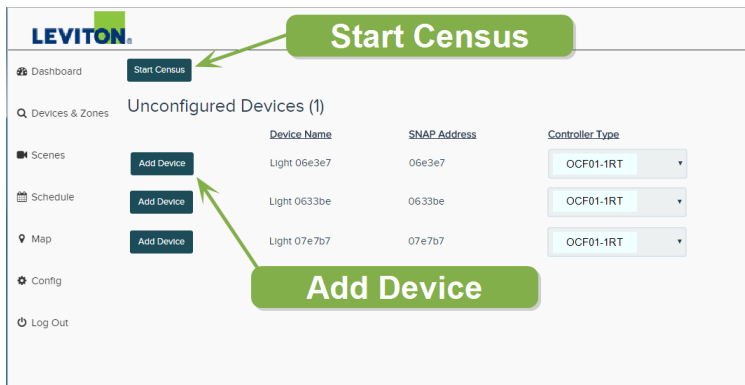 LEVITON®
Start Census
Dashboard
Start Census
Devices & Zones
Unconfigured Devices (1)
Device Name SNAP Address Controller Type
Scenes
Add Device Light 06e3e7 06e3e7 OCF01-1RT
Schedule
Add Device Light 0633be 0633be OCF01-1RT
Map
Add Device Light 07e7b7 07e7b7 OCF01-1RT
Config
Add Device
Log Out